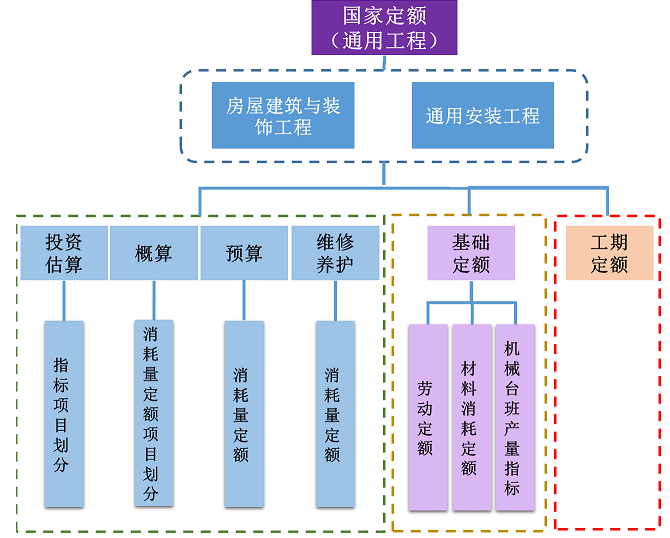 国家定额
（通用工程）
房屋建筑与装
饰工程
通用安装工程
投资
估算
概算
预算
维修
养护
基础
定额
工期
定额
指标项目划分
消耗量定额项目划分
消耗量定额
消耗量定额
劳动定额
材料消耗定额
机械台班产量指标